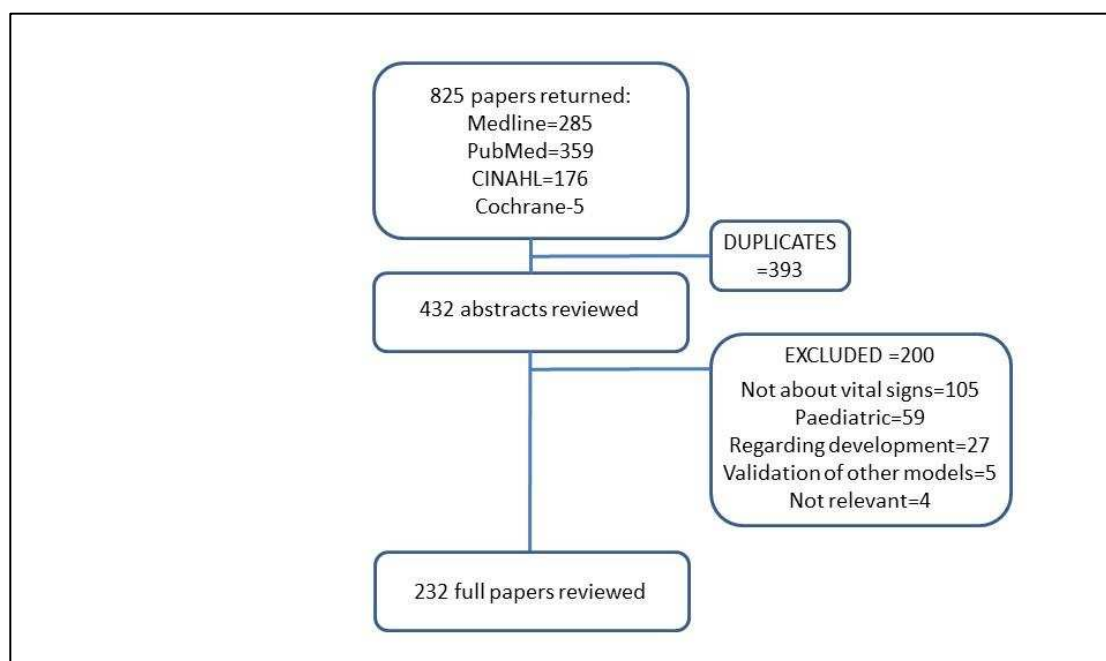 825 papers returned:
Medline=285
PubMed=359
CINAHL=176
Cochrane-5
DUPLICATES
=393
432 abstracts reviewed
EXCLUDED =200
Not about vital signs=105
Paediatric=59
Regarding development=27
Validation of other models=5
Not relevant=4
232 full papers reviewed